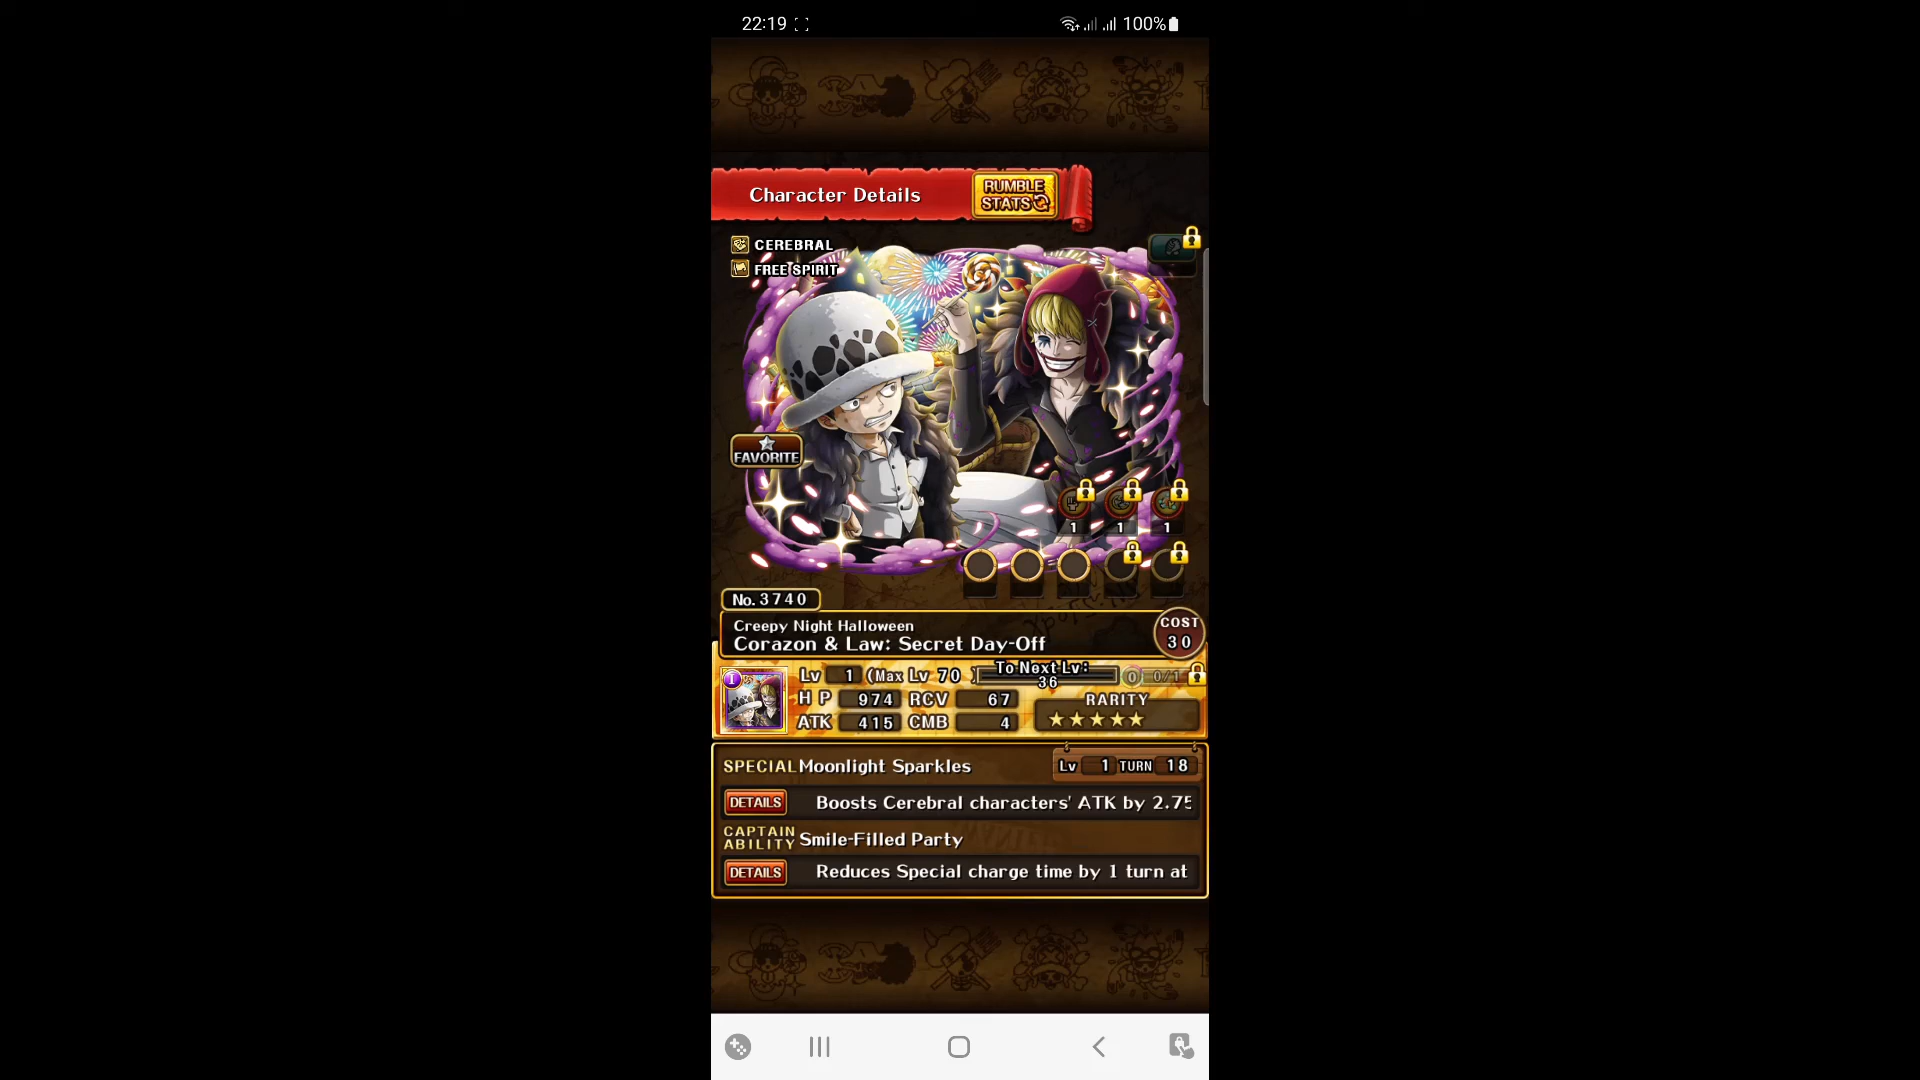 22:19
100%
Character Details
RUMBLE
STATS
CEREBRAL
FREE SPIRIT
FAVORITE
1 1 1
No. 3740
Creepy Night Halloween
Corazon & Law: Secret Day-Off
COST
30
Lv 1 (Max Lv 70 )
To Next Lv:
36
0 0/1
HP 974 RCV 67
RARITY
ATK 415 CMB 4
★★★★★
SPECIAL Moonlight Sparkles
Lv 1 TURN 18
DETAILS Boosts Cerebral characters' ATK by 2.75
CAPTAIN
ABILITY Smile-Filled Party
DETAILS Reduces Special charge time by 1 turn at